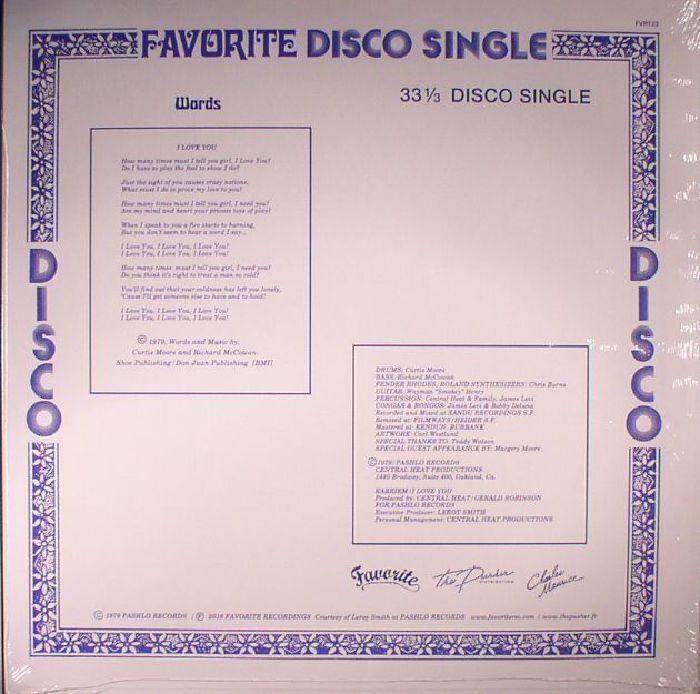 FVR123
FAVORITE DISCO SINGLE
33 1/3 DISCO SINGLE
Words
I LOVE YOU
How many times must I tell you girl, I Love You?
Do I have to play the fool to show I do?
Just the sight of you causes crazy notions,
What must I do to prove my love to you?
How many times must I tell you girl, I need you?
Are my mind and heart your private toys of play?
When I speak to you a fire starts to burning,
But you don't seem to hear a word I say...
I Love You, I Love You, I Love You!
I Love You, I Love You, I Love You!
How many times must I tell you girl, I need you?
Do you think it's right to treat a man so cold?
You'll find out that your coldness has left you lonely,
'Cause I'll get someone else to have and to hold!
I Love You, I Love You, I Love You!
I Love You, I Love You, I Love You!
© 1979, Words and Music by:
Curtis Moore and Richard McCowan
Shoe Publishing/Don Juan Publishing (BMI)
DISCO
DISCO
DRUMS: Curtis Moore
BASS: Richard McCowan
FENDER RHODES, ROLAND SYNTHESIZERS: Chris Burns
GUITAR: Wayman "Smokey" Henry
PERCUSSION: Central Heat & Family, James Levi
CONGAS & BONGOS: James Levi & Bobby Deluna
Recorded and Mixed at XANDU RECORDINGS S.F.
Remixed at: FILMWAYS/HEIDER S.F.
Mastered at: KENDUN, BURBANK
ARTWORK: Carl Westlund
SPECIAL THANKS TO: Teddy Watson
SPECIAL GUEST APPEARANCE BY: Margery Moore
© 1979/PASHLO RECORDS
CENTRAL HEAT PRODUCTIONS
1440 Broadway, Suite 400, Oakland, Ca.
KARRIEM/I LOVE YOU
Produced by: CENTRAL HEAT/GERALD ROBINSON
FOR PASHLO RECORDS
Executive Producer: LEROY SMITH
Personal Management: CENTRAL HEAT PRODUCTIONS
Favorite
The Pusher
DISTRIBUTION
Charles Maurice
© 1979 PASHLO RECORDS | ℗ 2016 FAVORITE RECORDINGS Courtesy of Leroy Smith at PASHLO RECORDS www.favoriterec.com | www.thepusher.fr